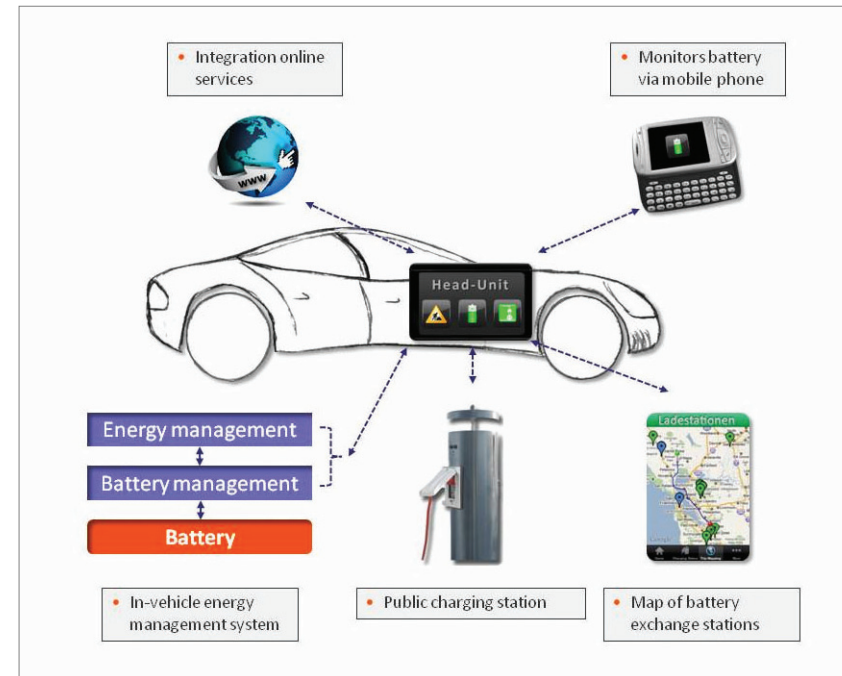 • Integration online
services
• Monitors battery
via mobile phone
www
Head-Unit
Energy management
Battery management
Battery
Ladestationen
• In-vehicle energy
management system
• Public charging station
• Map of battery
exchange stations